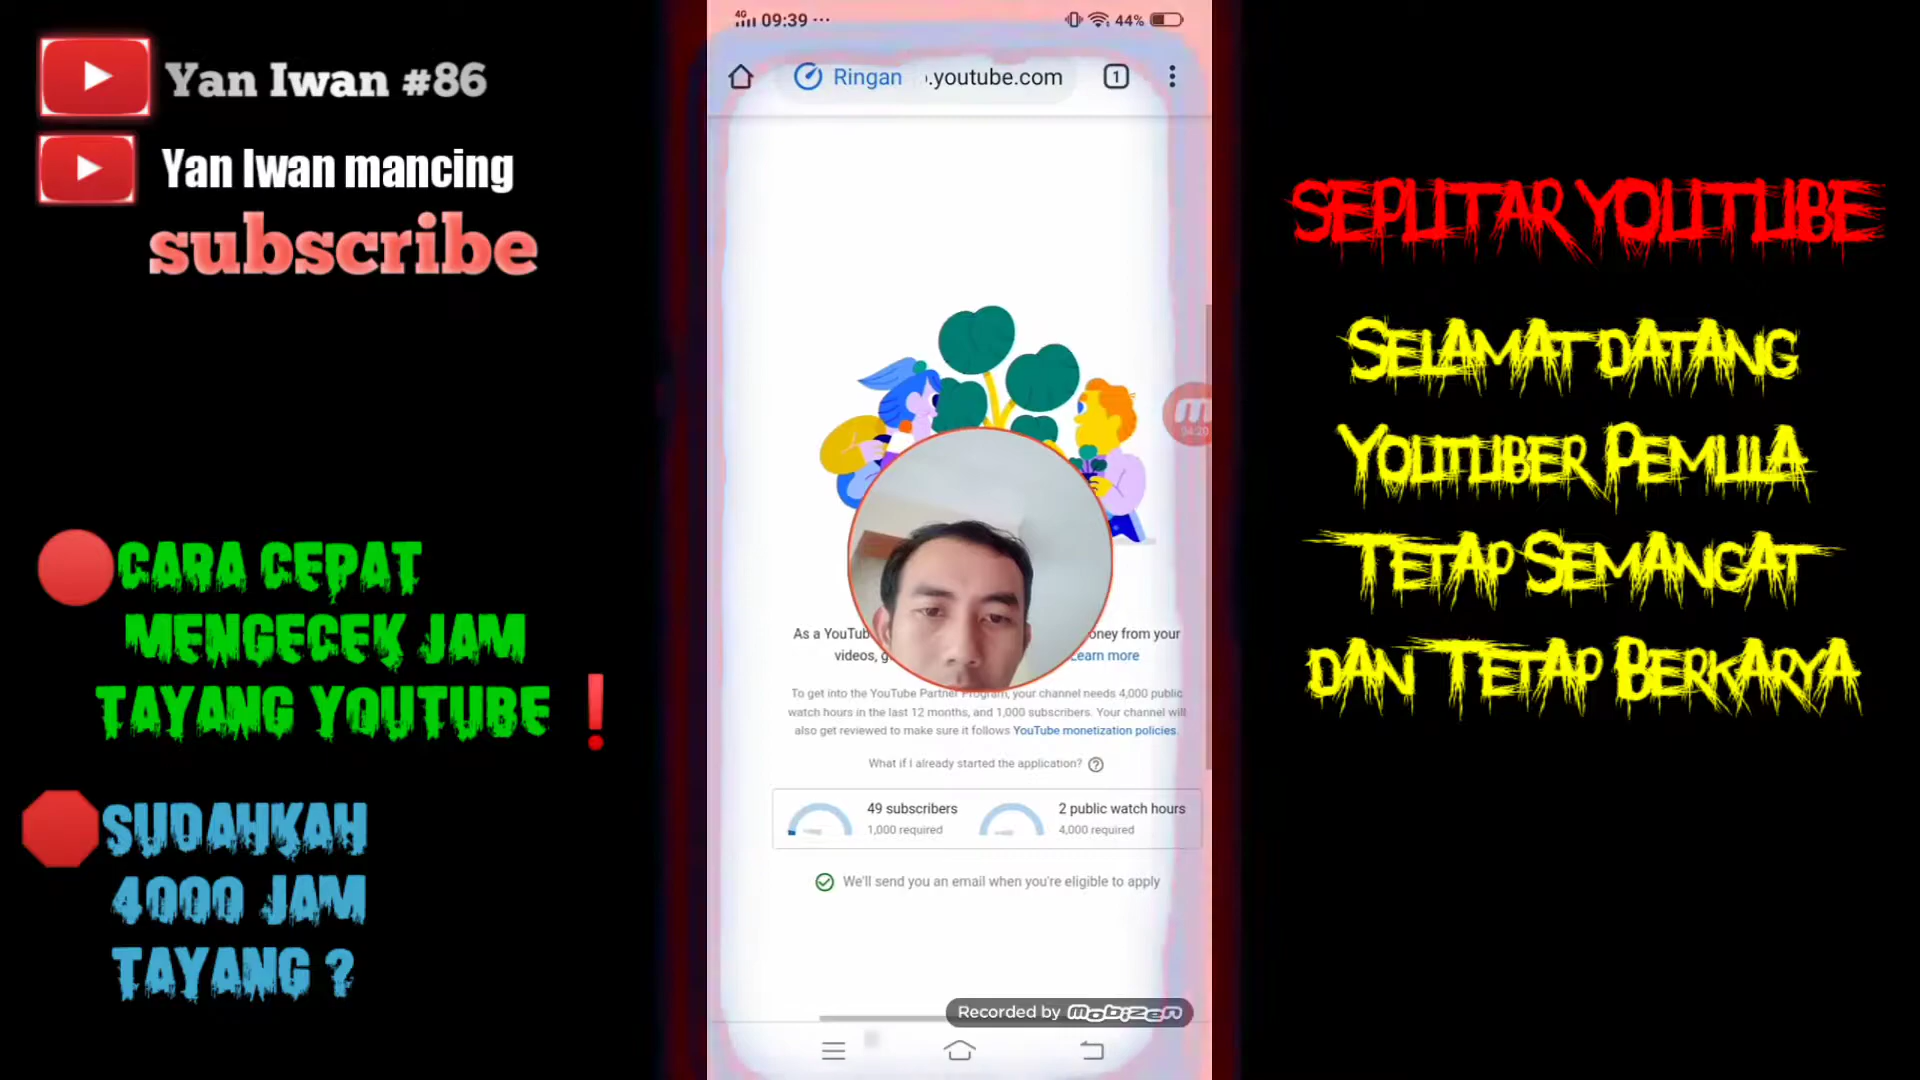 Yan Iwan #86
Yan Iwan mancing
subscribe
CARA CEPAT
MENGECEK JAM
TAYANG YOUTUBE❗
SUDAHKAH
4000 JAM
TAYANG ?
4G 09:39 ··· 44%
Ringan .youtube.com 1
04:20
As a YouTub oney from your
videos, g Learn more
To get into the YouTube Partner Program, your channel needs 4,000 public
watch hours in the last 12 months, and 1,000 subscribers. Your channel will
also get reviewed to make sure it follows YouTube monetization policies.
What if I already started the application? ?
49 subscribers 2 public watch hours
1,000 required 4,000 required
We'll send you an email when you're eligible to apply
Recorded by mobizen
SEPUTAR YOUTUBE
SELAMAT DATANG
YOUTUBER PEMULA
TETAP SEMANGAT
DAN TETAP BERKARYA